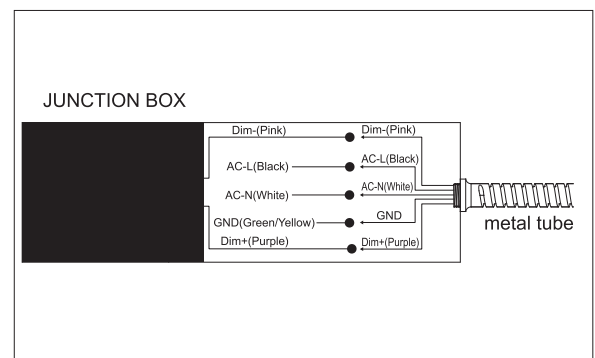 JUNCTION BOX
Dim-(Pink) Dim-(Pink)
AC-L(Black) AC-L(Black)
AC-N(White) AC-N(White)
GND(Green/Yellow) GND
Dim+(Purple) Dim+(Purple)
metal tube